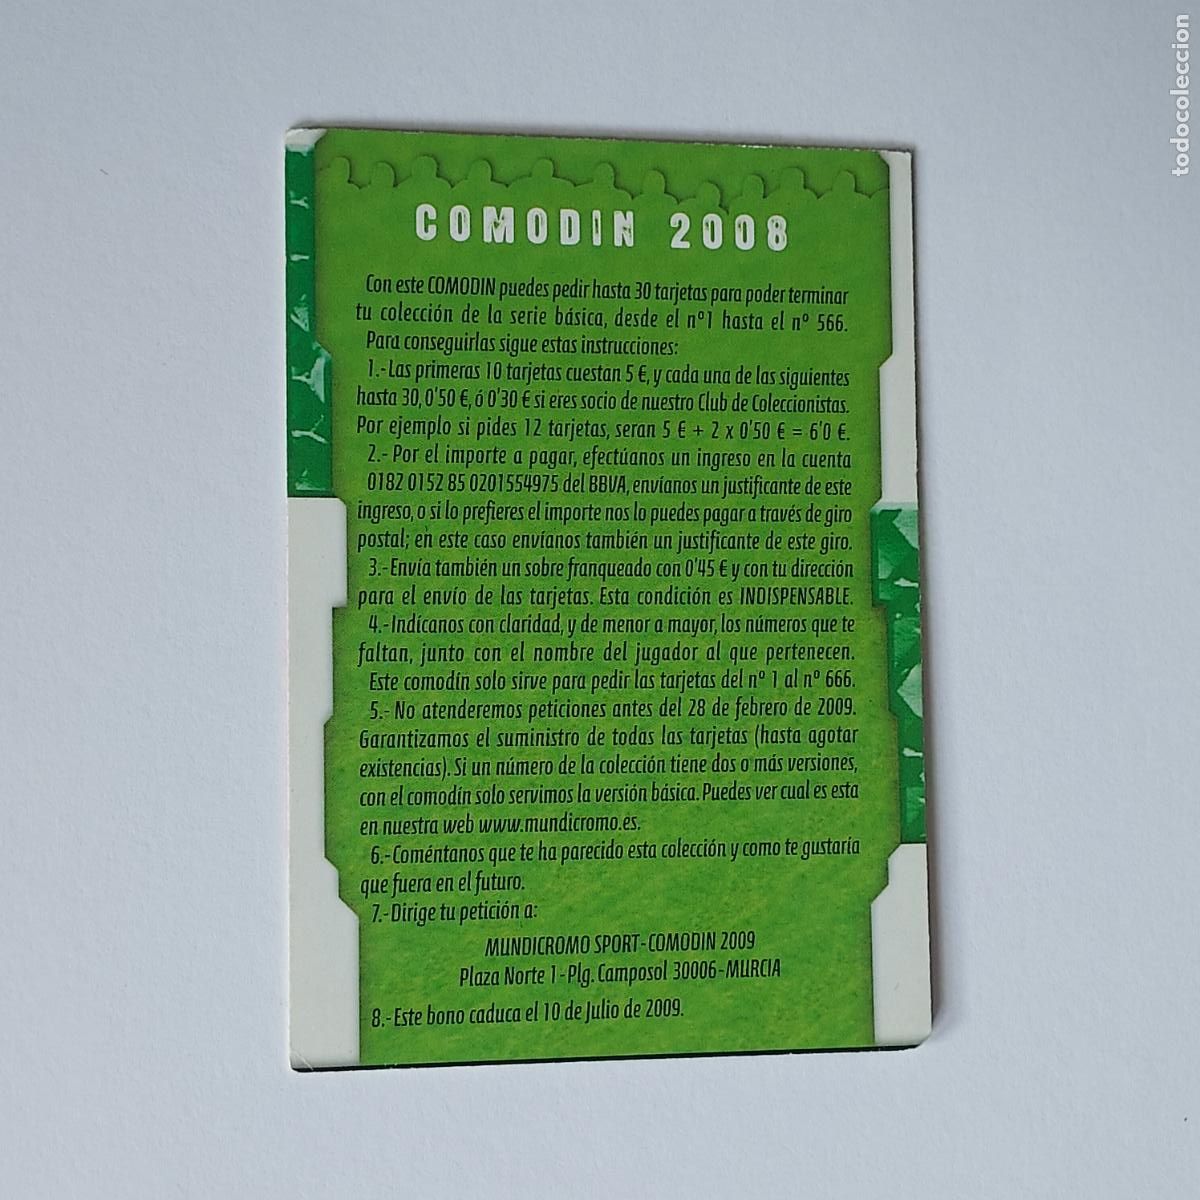 todocoleccion
COMODIN 2008
Con este COMODIN puedes pedir hasta 30 tarjetas para poder terminar
tu colección de la serie básica, desde el nº1 hasta el nº 566.
Para conseguirlas sigue estas instrucciones:
1.-Las primeras 10 tarjetas cuestan 5 €, y cada una de las siguientes
hasta 30, 0'50 €, ó 0'30 € si eres socio de nuestro Club de Coleccionistas.
Por ejemplo si pides 12 tarjetas, seran 5 € + 2 x 0'50 € = 6'0 €.
2.- Por el importe a pagar, efectúanos un ingreso en la cuenta
0182 0152 85 0201554975 del BBVA, envíanos un justificante de este
ingreso, o si lo prefieres el importe nos lo puedes pagar a través de giro
postal; en este caso envíanos también un justificante de este giro.
3.-Envía también un sobre franqueado con 0'45 € y con tu dirección
para el envío de las tarjetas. Esta condición es INDISPENSABLE.
4.-Indícanos con claridad, y de menor a mayor, los números que te
faltan, junto con el nombre del jugador al que pertenecen.
Este comodín solo sirve para pedir las tarjetas del nº 1 al nº 666.
5.- No atenderemos peticiones antes del 28 de febrero de 2009.
Garantizamos el suministro de todas las tarjetas (hasta agotar
existencias). Si un número de la colección tiene dos o más versiones,
con el comodín solo servimos la versión básica. Puedes ver cual es esta
en nuestra web www.mundicromo.es.
6.-Coméntanos que te ha parecido esta colección y como te gustaría
que fuera en el futuro.
7.-Dirige tu petición a:
MUNDICROMO SPORT-COMODIN 2009
Plaza Norte 1 - Plg. Camposol 30006-MURCIA
8.-Este bono caduca el 10 de Julio de 2009.